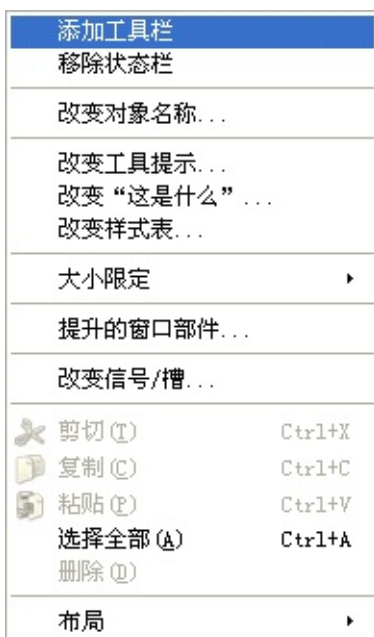 添加工具栏
移除状态栏
改变对象名称...
改变工具提示...
改变“这是什么”...
改变样式表...
大小限定
提升的窗口部件...
改变信号/槽...
剪切(T) Ctrl+X
复制(C) Ctrl+C
粘贴(P) Ctrl+V
选择全部(A) Ctrl+A
删除(D)
布局